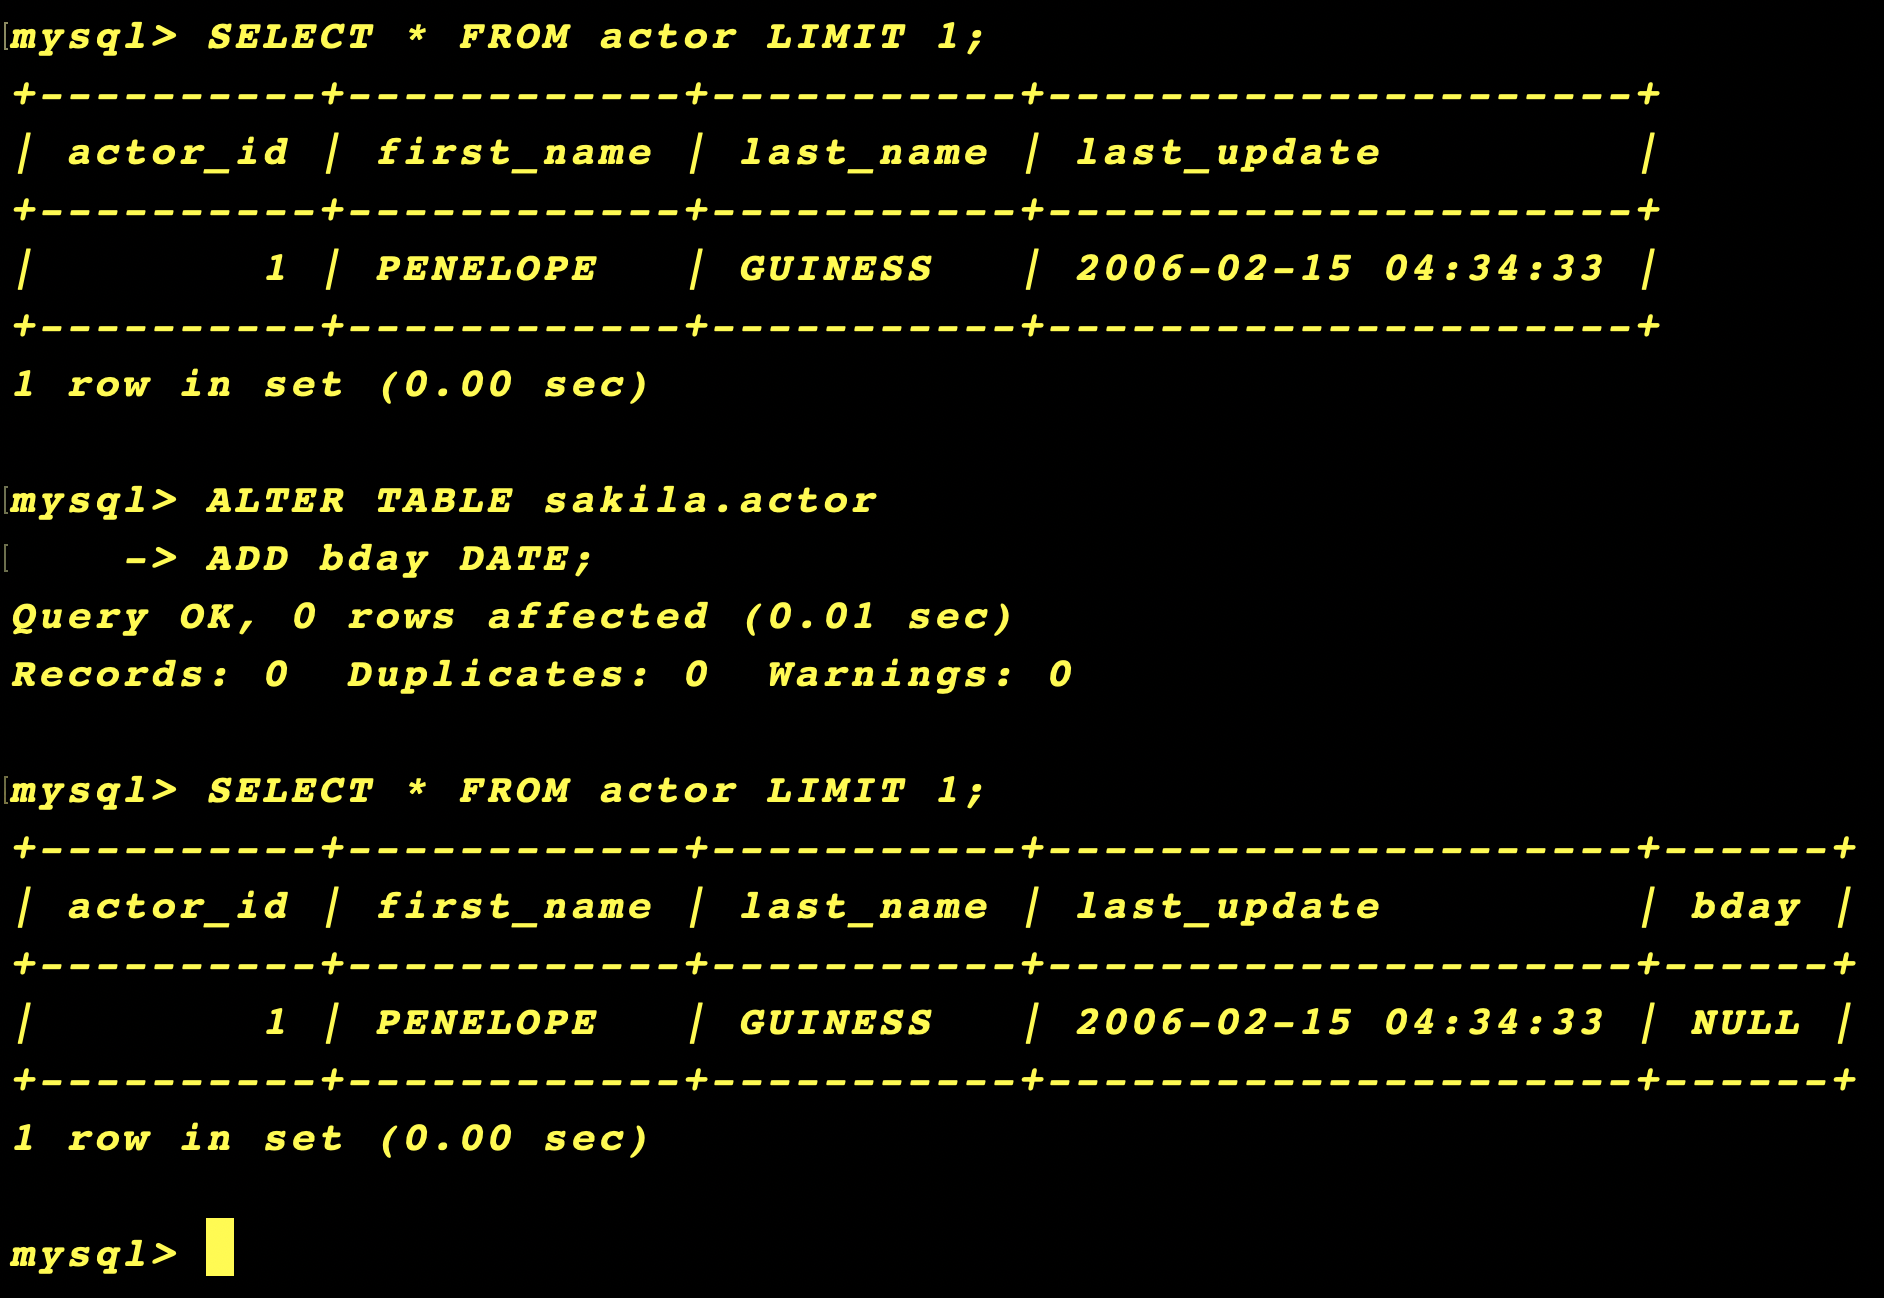 mysql> SELECT * FROM actor LIMIT 1;
+----------+------------+-----------+---------------------+
| actor_id | first_name | last_name | last_update         |
+----------+------------+-----------+---------------------+
|        1 | PENELOPE   | GUINESS   | 2006-02-15 04:34:33 |
+----------+------------+-----------+---------------------+
1 row in set (0.00 sec)

mysql> ALTER TABLE sakila.actor
    -> ADD bday DATE;
Query OK, 0 rows affected (0.01 sec)
Records: 0  Duplicates: 0  Warnings: 0

mysql> SELECT * FROM actor LIMIT 1;
+----------+------------+-----------+---------------------+------+
| actor_id | first_name | last_name | last_update         | bday |
+----------+------------+-----------+---------------------+------+
|        1 | PENELOPE   | GUINESS   | 2006-02-15 04:34:33 | NULL |
+----------+------------+-----------+---------------------+------+
1 row in set (0.00 sec)

mysql>